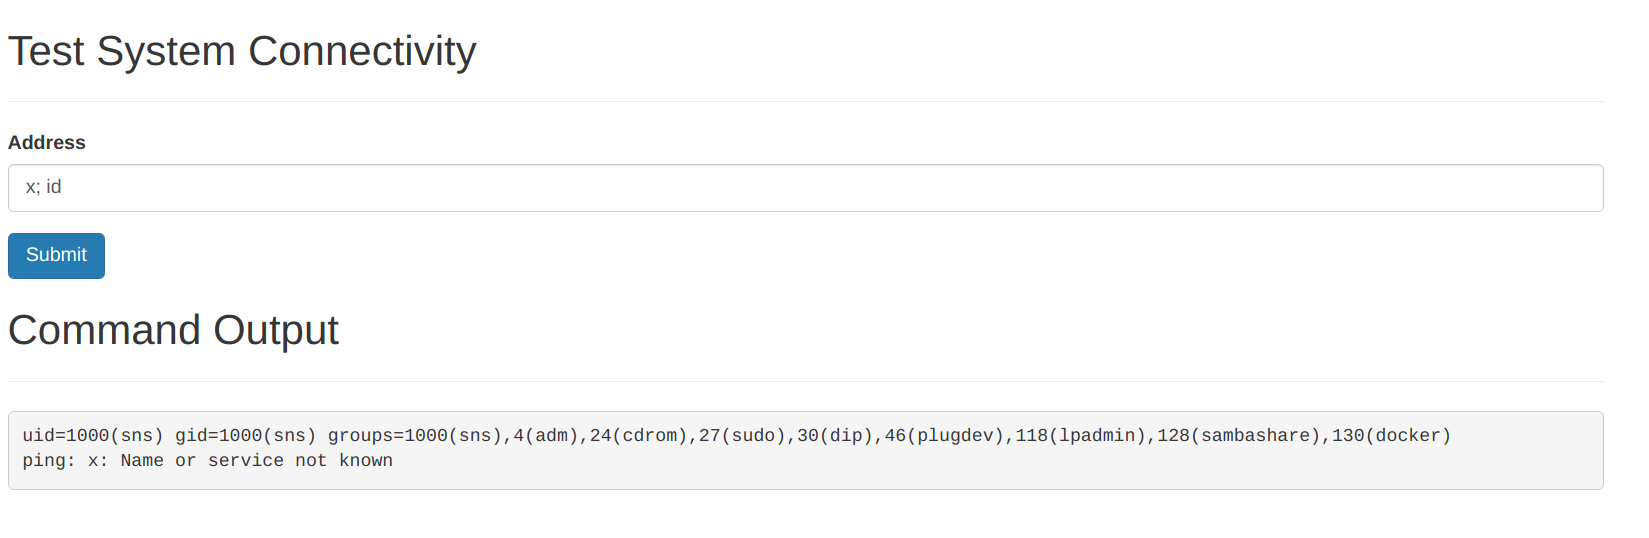 Test System Connectivity
Address
x; id
Submit
Command Output
uid=1000(sns) gid=1000(sns) groups=1000(sns),4(adm),24(cdrom),27(sudo),30(dip),46(plugdev),118(lpadmin),128(sambashare),130(docker)
ping: x: Name or service not known